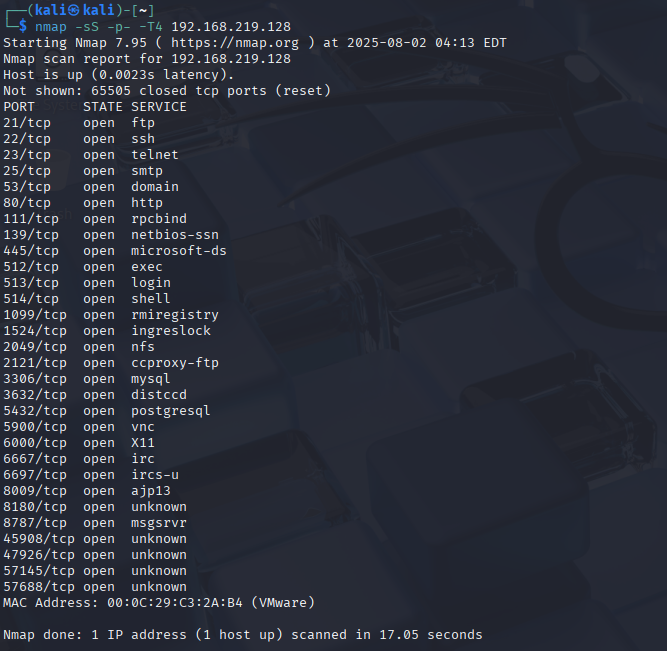 ┌──(kali㉿kali)-[~]
└─$ nmap -sS -p- -T4 192.168.219.128
Starting Nmap 7.95 ( https://nmap.org ) at 2025-08-02 04:13 EDT
Nmap scan report for 192.168.219.128
Host is up (0.0023s latency).
Not shown: 65505 closed tcp ports (reset)
PORT      STATE SERVICE
21/tcp    open  ftp
22/tcp    open  ssh
23/tcp    open  telnet
25/tcp    open  smtp
53/tcp    open  domain
80/tcp    open  http
111/tcp   open  rpcbind
139/tcp   open  netbios-ssn
445/tcp   open  microsoft-ds
512/tcp   open  exec
513/tcp   open  login
514/tcp   open  shell
1099/tcp  open  rmiregistry
1524/tcp  open  ingreslock
2049/tcp  open  nfs
2121/tcp  open  ccproxy-ftp
3306/tcp  open  mysql
3632/tcp  open  distccd
5432/tcp  open  postgresql
5900/tcp  open  vnc
6000/tcp  open  X11
6667/tcp  open  irc
6697/tcp  open  ircs-u
8009/tcp  open  ajp13
8180/tcp  open  unknown
8787/tcp  open  msgsrvr
45908/tcp open  unknown
47926/tcp open  unknown
57145/tcp open  unknown
57688/tcp open  unknown
MAC Address: 00:0C:29:C3:2A:B4 (VMware)
Nmap done: 1 IP address (1 host up) scanned in 17.05 seconds